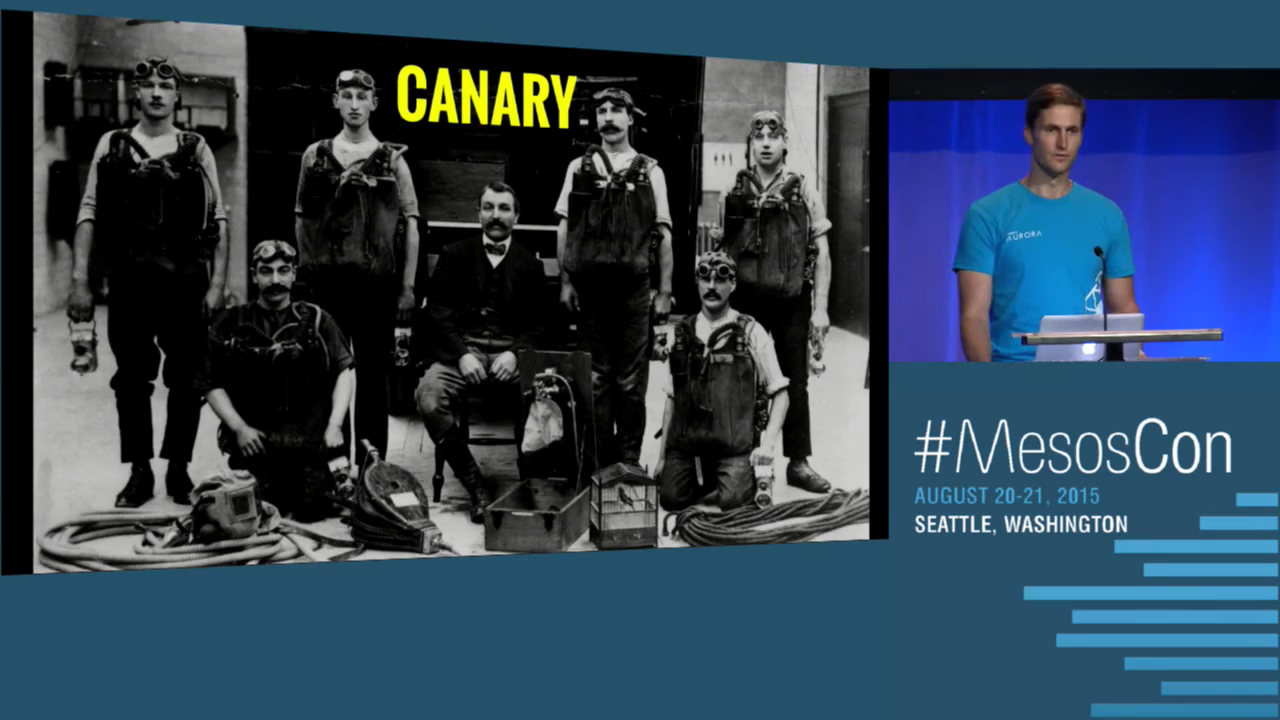 CANARY
AURORA
#MesosCon
AUGUST 20-21, 2015
SEATTLE, WASHINGTON